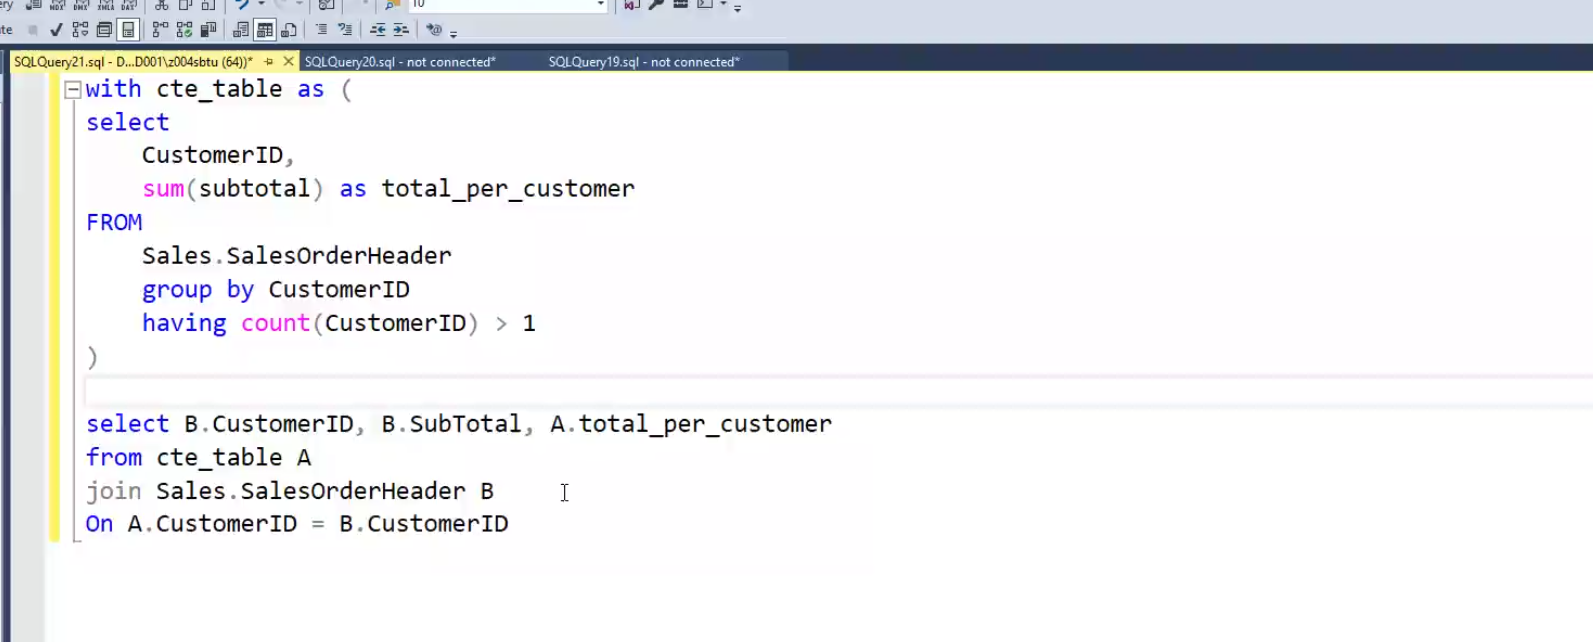 10
SQLQuery21.sql - D...D001\z004sbtu (64))*
SQLQuery20.sql - not connected*
SQLQuery19.sql - not connected*
with cte_table as (
select
CustomerID,
sum(subtotal) as total_per_customer
FROM
Sales.SalesOrderHeader
group by CustomerID
having count(CustomerID) > 1
)
select B.CustomerID, B.SubTotal, A.total_per_customer
from cte_table A
join Sales.SalesOrderHeader B
On A.CustomerID = B.CustomerID